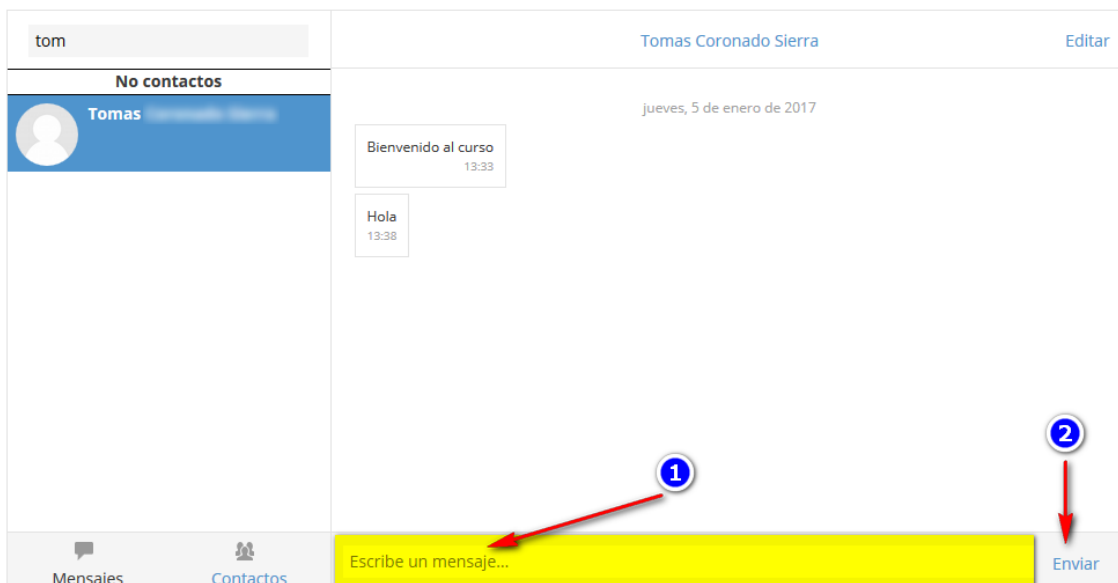 tom
Tomas Coronado Sierra
Editar
No contactos
Tomas
jueves, 5 de enero de 2017
Bienvenido al curso
13:33
Hola
13:38
2
1
Escribe un mensaje...
Enviar
Mensajes
Contactos